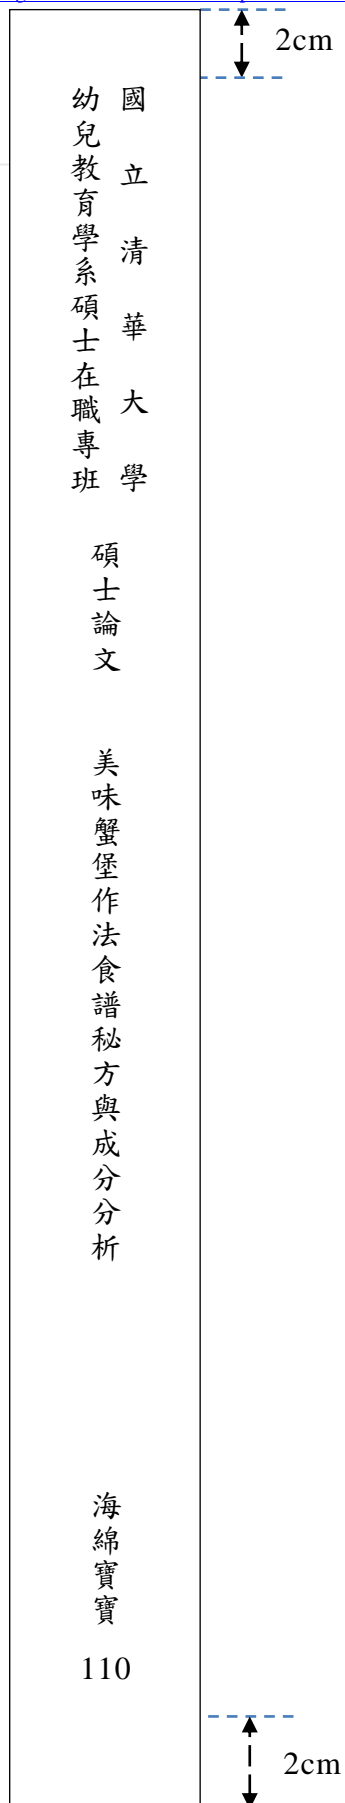 2cm
國立清華大學
幼兒教育學系碩士在職專班
碩士論文
美味蟹堡作法食譜秘方與成分分析
海綿寶寶
110
2cm